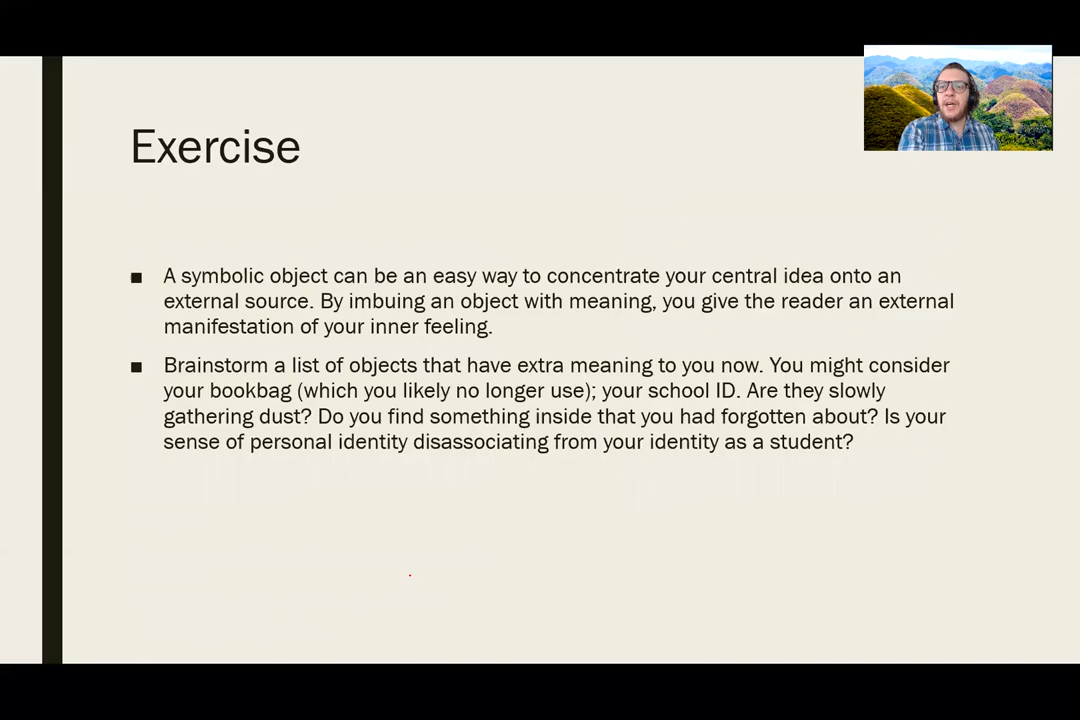 Exercise
A symbolic object can be an easy way to concentrate your central idea onto an
external source. By imbuing an object with meaning, you give the reader an external
manifestation of your inner feeling.
Brainstorm a list of objects that have extra meaning to you now. You might consider
your bookbag (which you likely no longer use); your school ID. Are they slowly
gathering dust? Do you find something inside that you had forgotten about? Is your
sense of personal identity disassociating from your identity as a student?